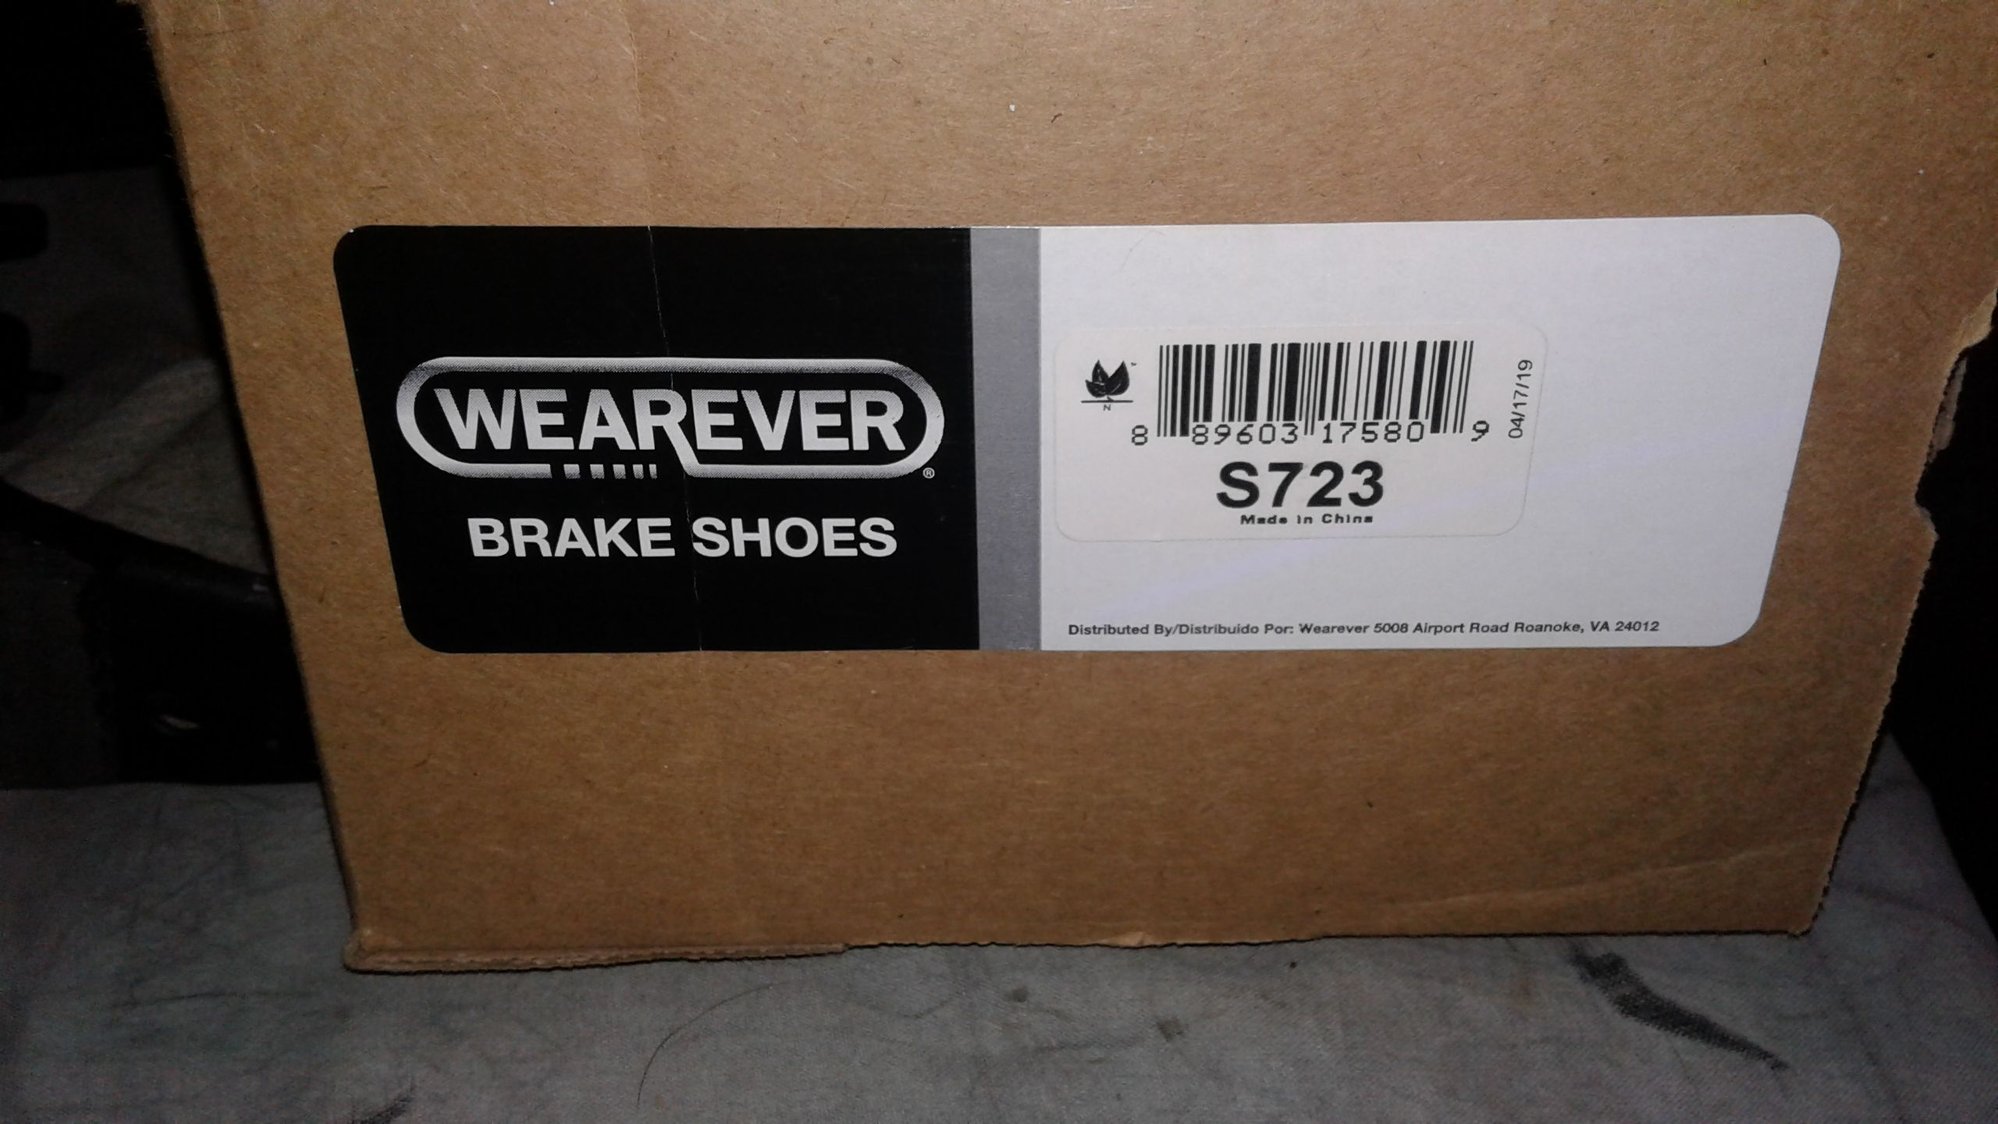 WEAREVER
®
BRAKE SHOES
N
8 89603 17580 9
04/17/19
S723
Made in China
Distributed By/Distribuido Por: Wearever 5008 Airport Road Roanoke, VA 24012